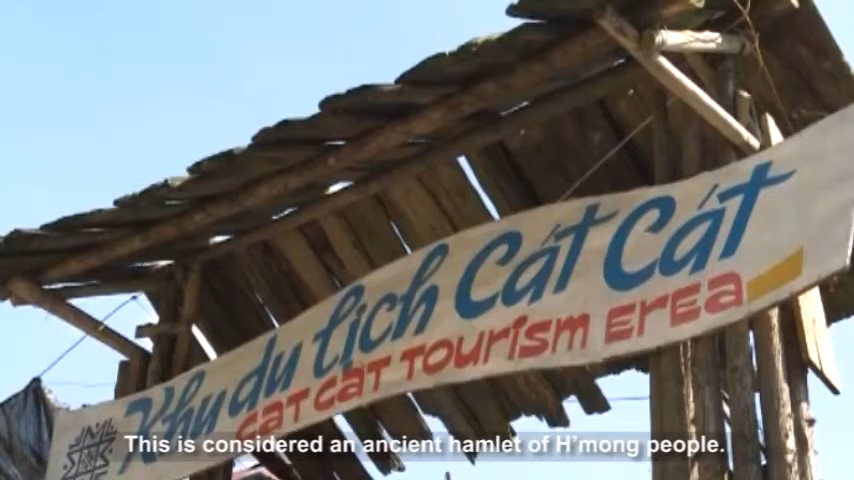 Khu du lịch Cát Cát
CAT CAT TOURISM EREA
This is considered an ancient hamlet of H'mong people.